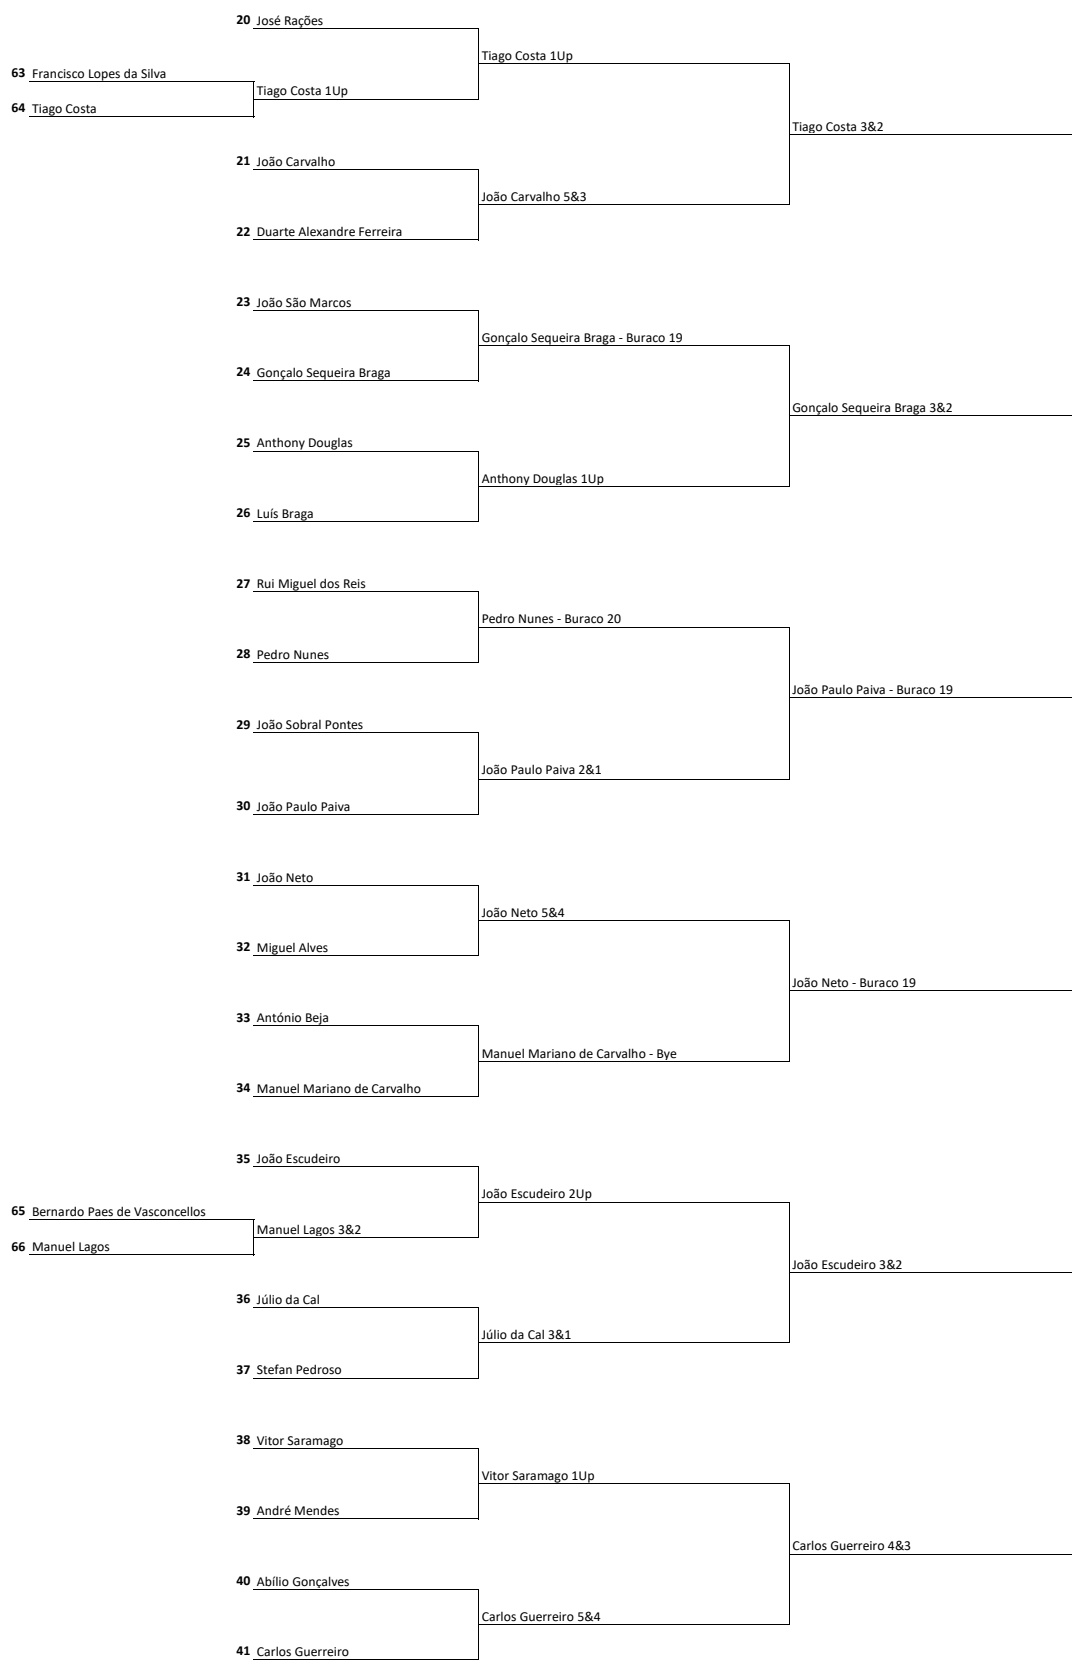 20 José Rações
Tiago Costa 1Up
63 Francisco Lopes da Silva
Tiago Costa 1Up
64 Tiago Costa
Tiago Costa 3&2
21 João Carvalho
João Carvalho 5&3
22 Duarte Alexandre Ferreira
23 João São Marcos
Gonçalo Sequeira Braga - Buraco 19
24 Gonçalo Sequeira Braga
Gonçalo Sequeira Braga 3&2
25 Anthony Douglas
Anthony Douglas 1Up
26 Luís Braga
27 Rui Miguel dos Reis
Pedro Nunes - Buraco 20
28 Pedro Nunes
João Paulo Paiva - Buraco 19
29 João Sobral Pontes
João Paulo Paiva 2&1
30 João Paulo Paiva
31 João Neto
João Neto 5&4
32 Miguel Alves
João Neto - Buraco 19
33 António Beja
Manuel Mariano de Carvalho - Bye
34 Manuel Mariano de Carvalho
35 João Escudeiro
João Escudeiro 2Up
65 Bernardo Paes de Vasconcellos
Manuel Lagos 3&2
66 Manuel Lagos
João Escudeiro 3&2
36 Júlio da Cal
Júlio da Cal 3&1
37 Stefan Pedroso
38 Vitor Saramago
Vitor Saramago 1Up
39 André Mendes
Carlos Guerreiro 4&3
40 Abílio Gonçalves
Carlos Guerreiro 5&4
41 Carlos Guerreiro